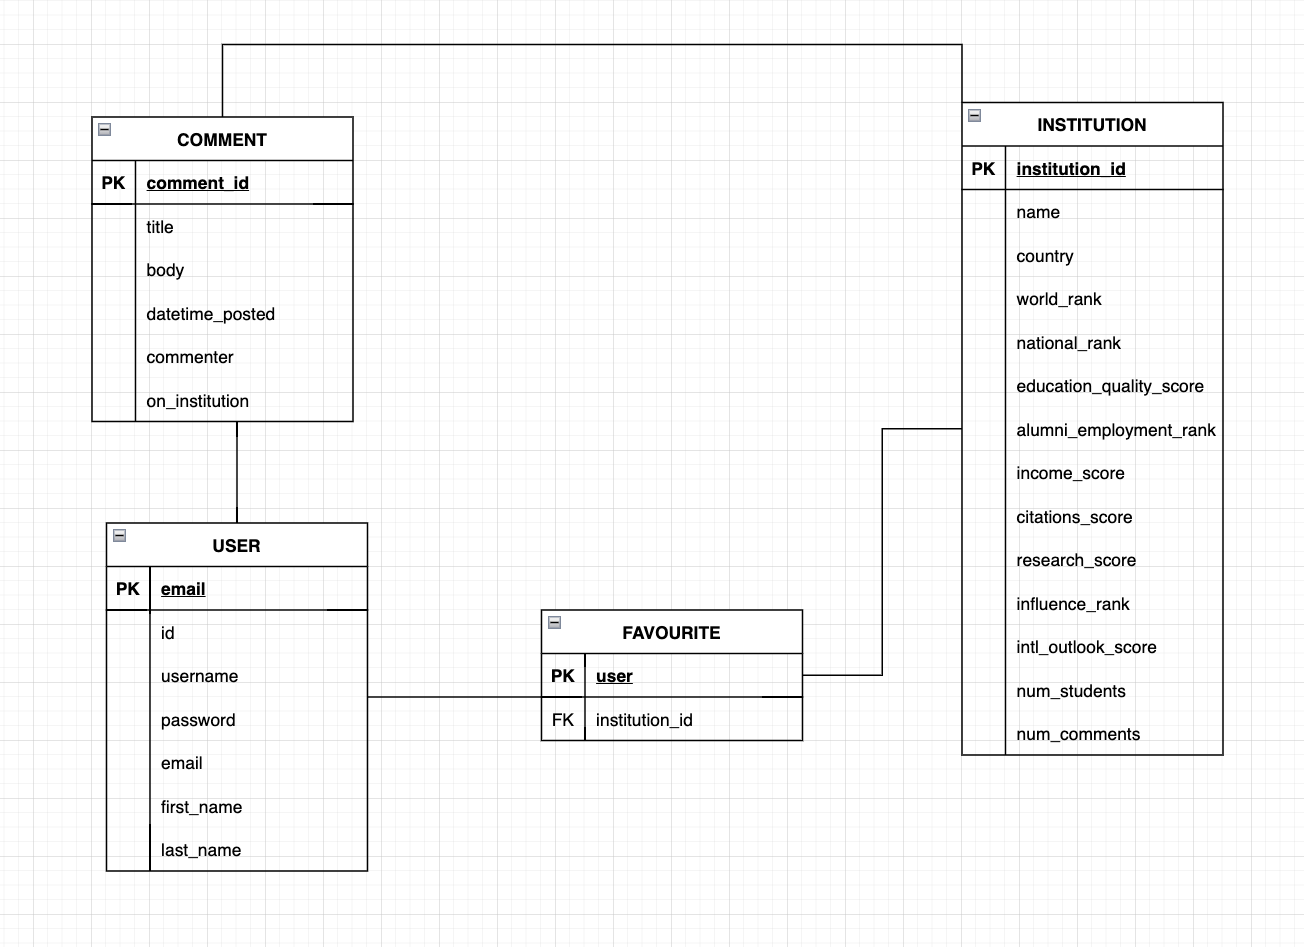 COMMENT
PK comment_id
title
body
datetime_posted
commenter
on_institution
INSTITUTION
PK institution_id
name
country
world_rank
national_rank
education_quality_score
alumni_employment_rank
income_score
citations_score
research_score
influence_rank
intl_outlook_score
num_students
num_comments
USER
PK email
id
username
password
email
first_name
last_name
FAVOURITE
PK user
FK institution_id